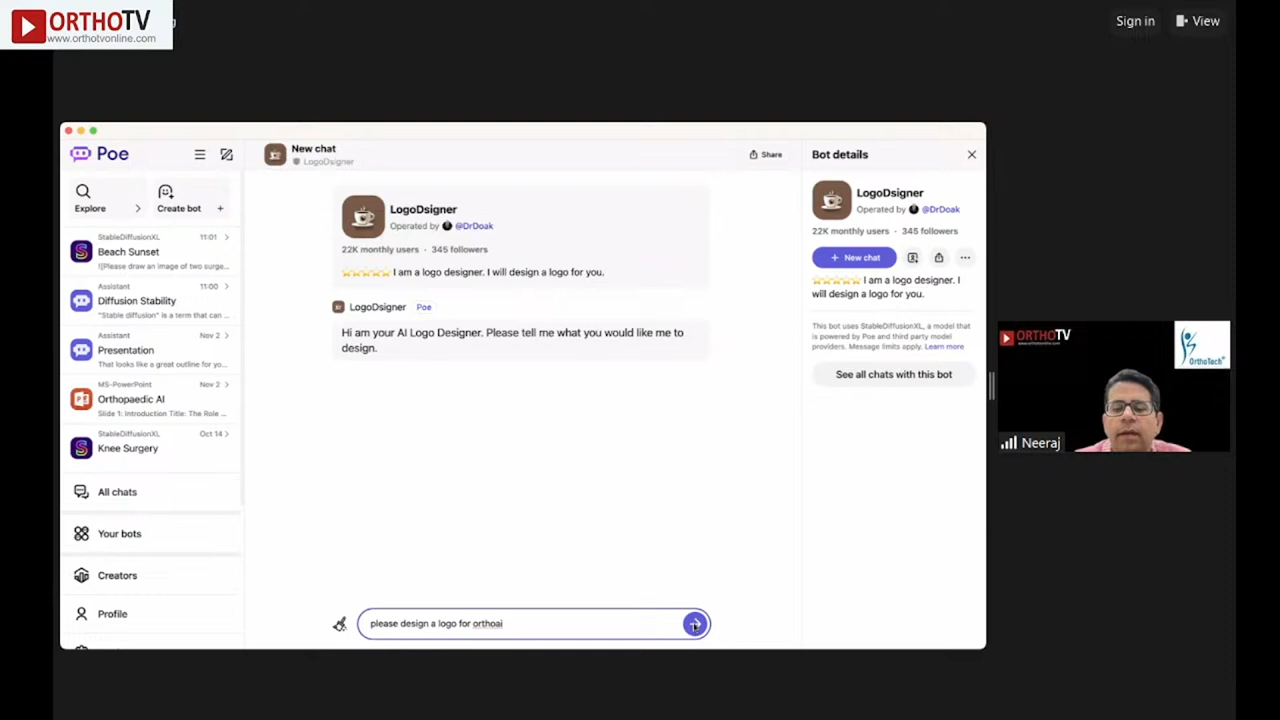 ORTHOTV
www.orthotvonline.com
Sign in
View
Poe
New chat
LogoDsigner
Share
Bot details
Explore
Create bot +
LogoDsigner
Operated by @DrDoak
22K monthly users · 345 followers
⭐⭐⭐⭐⭐ I am a logo designer. I will design a logo for you.
LogoDsigner Poe
Hi am your AI Logo Designer. Please tell me what you would like me to
design.
StableDiffusionXL 11:01
Beach Sunset
![Please draw an image of two surge...
Assistant 11:00
Diffusion Stability
"Stable diffusion" is a term that can ...
Assistant Nov 2
Presentation
That looks like a great outline for yo...
MS-PowerPoint Nov 2
Orthopaedic AI
Slide 1: Introduction Title: The Role ...
StableDiffusionXL Oct 14
Knee Surgery
All chats
Your bots
Creators
Profile
please design a logo for orthoai
LogoDsigner
Operated by @DrDoak
22K monthly users · 345 followers
+ New chat
⭐⭐⭐⭐⭐ I am a logo designer. I
will design a logo for you.
This bot uses StableDiffusionXL, a model that
is powered by Poe and third party model
providers. Message limits apply. Learn more
See all chats with this bot
ORTHOTV
www.orthotvonline.com
OrthoTech
Neeraj